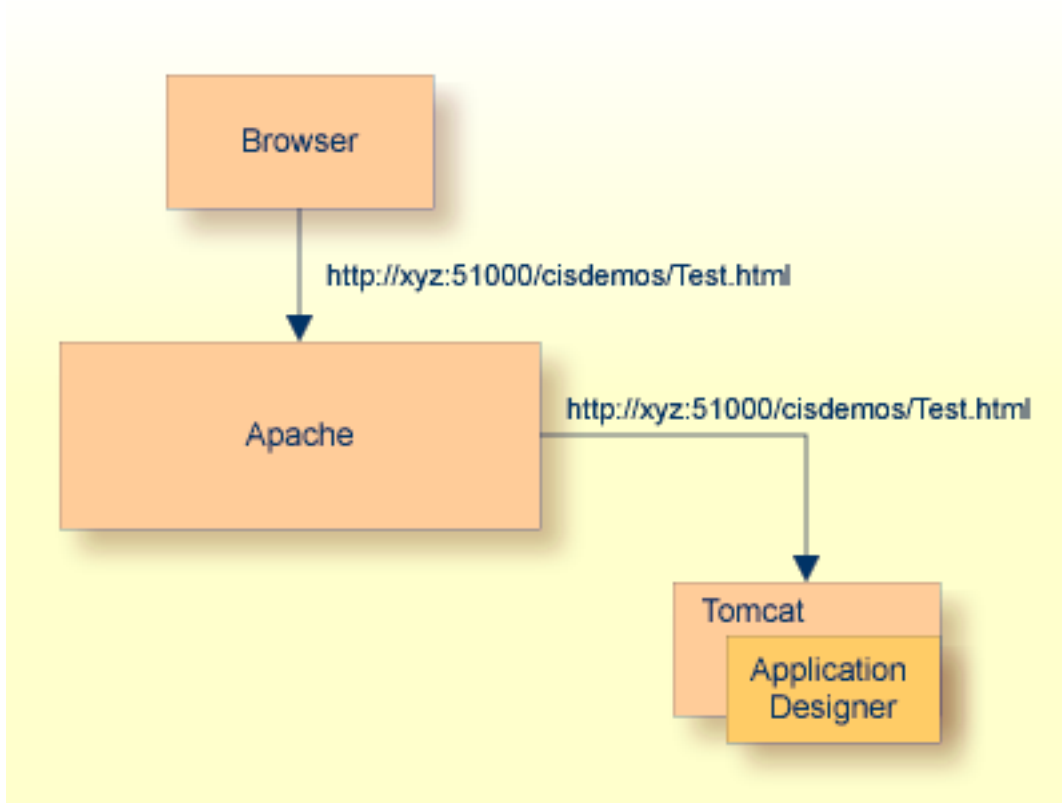 Browser
http://xyz:51000/cisdemos/Test.html
Apache
http://xyz:51000/cisdemos/Test.html
Tomcat
Application
Designer